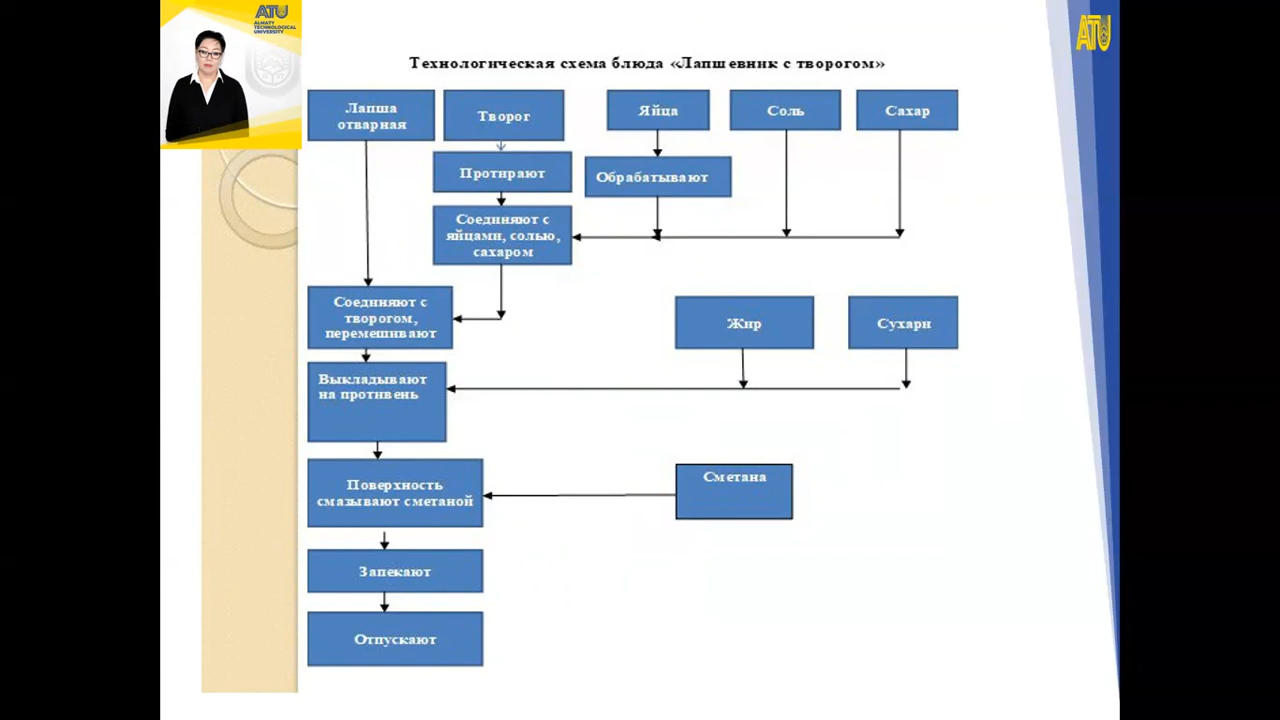 ATU
ALMATY
TECHNOLOGICAL
UNIVERSITY
ATU
Технологическая схема блюда «Лапшевник с творогом»
Лапша
отварная
Творог
Яйца
Соль
Сахар
Протирают
Обрабатывают
Соединяют с
яйцами, солью,
сахаром
Соединяют с
творогом,
перемешивают
Жир
Сухари
Выкладывают
на противень
Поверхность
смазывают сметаной
Сметана
Запекают
Отпускают